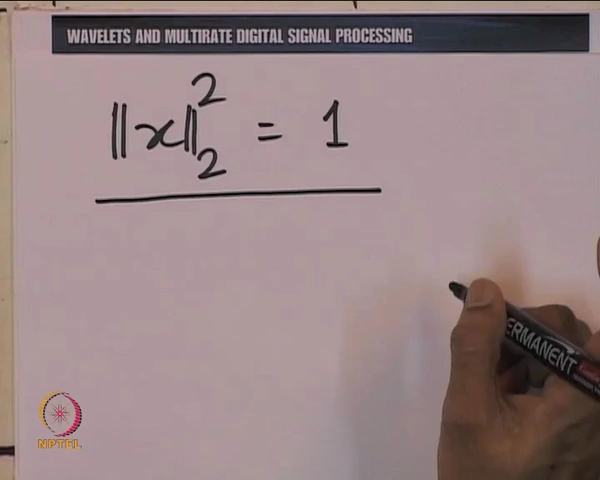 WAVELETS AND MULTIRATE DIGITAL SIGNAL PROCESSING
||x||₂² = 1
PERMANENT
NPTEL